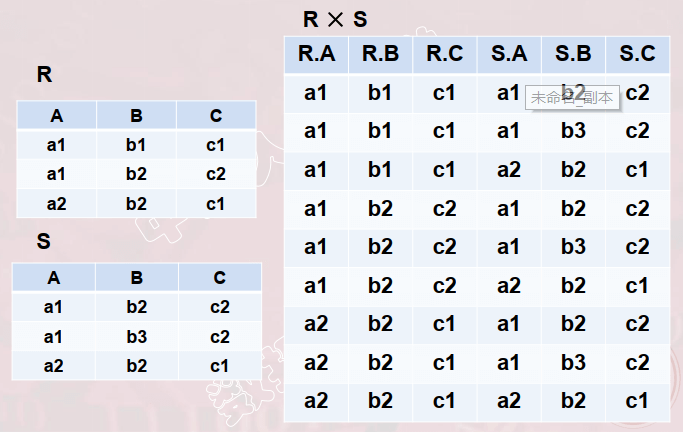 R
A B C
a1 b1 c1
a1 b2 c2
a2 b2 c1
S
A B C
a1 b2 c2
a1 b3 c2
a2 b2 c1
R × S
R.A R.B R.C S.A S.B S.C
a1 b1 c1 a1 b2 c2
未命名_副本
a1 b1 c1 a1 b3 c2
a1 b1 c1 a2 b2 c1
a1 b2 c2 a1 b2 c2
a1 b2 c2 a1 b3 c2
a1 b2 c2 a2 b2 c1
a2 b2 c1 a1 b2 c2
a2 b2 c1 a1 b3 c2
a2 b2 c1 a2 b2 c1